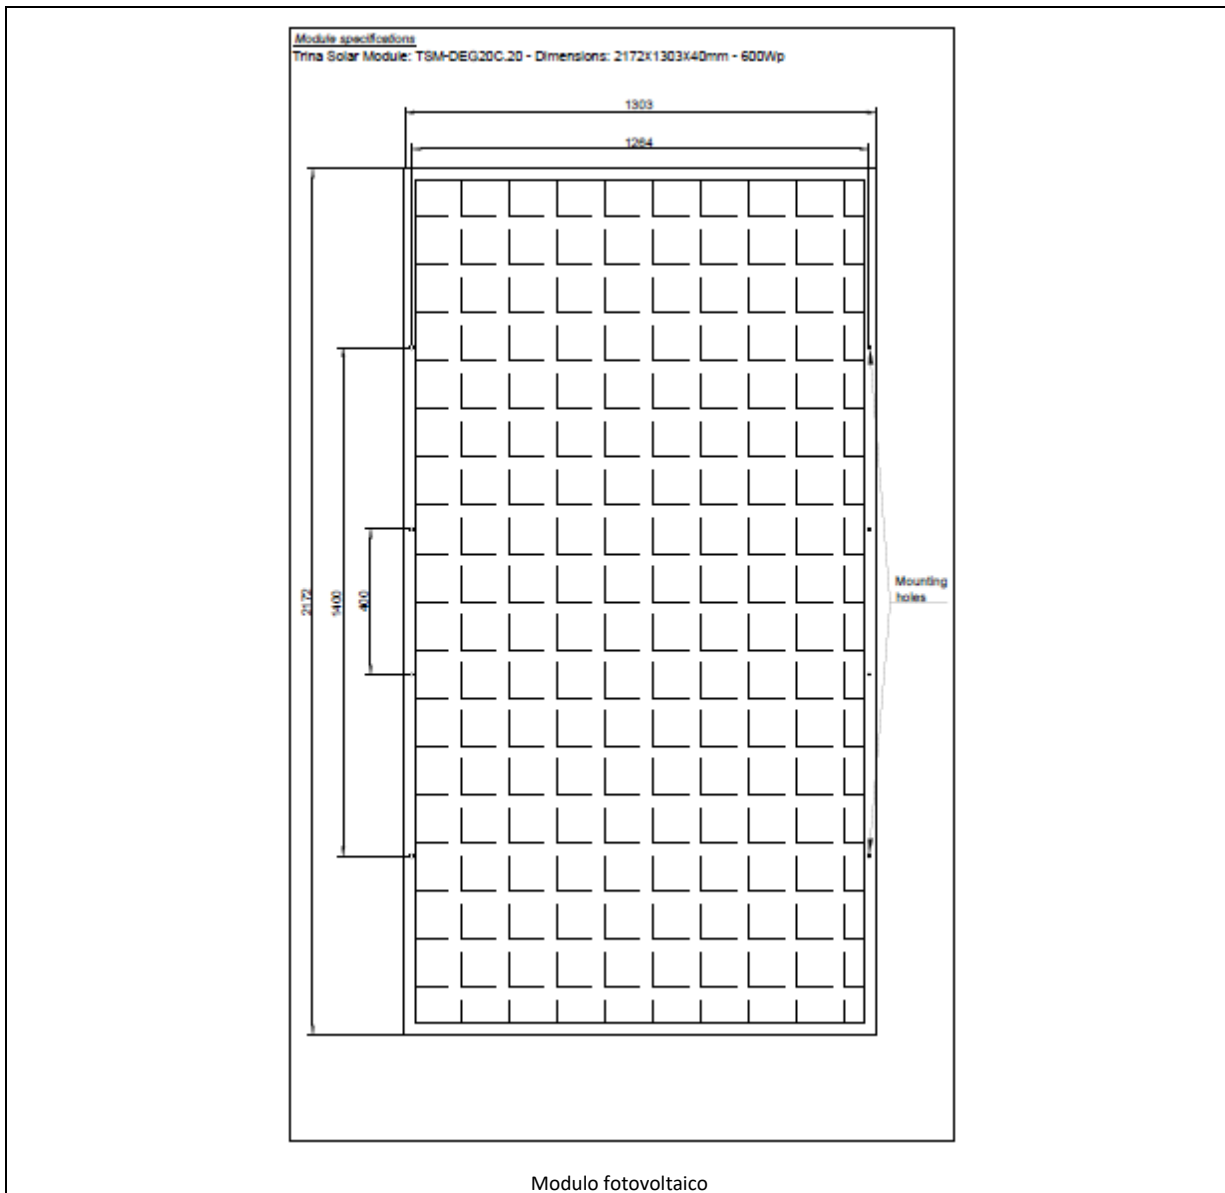 Module specifications
Trina Solar Module: TSM-DEG20C.20 - Dimensions: 2172X1303X40mm - 600Wp
1303
1264
2172
1400
400
Mounting
holes
Modulo fotovoltaico